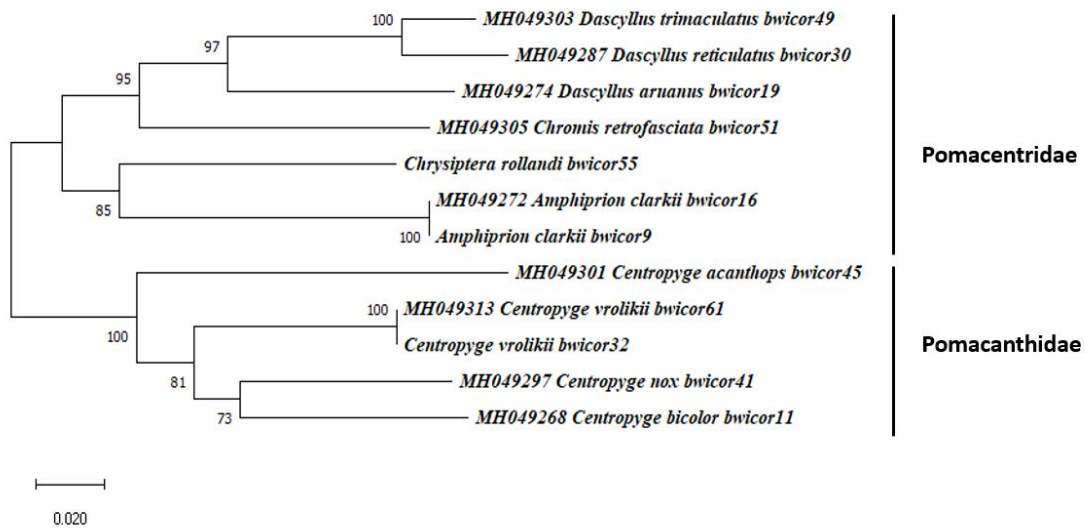 100
MH049303 Dascyllus trimaculatus bwicor49
97
MH049287 Dascyllus reticulatus bwicor30
95
MH049274 Dascyllus aruanus bwicor19
MH049305 Chromis retrofasciata bwicor51
Pomacentridae
Chrysiptera rollandi bwicor55
85
MH049272 Amphiprion clarkii bwicor16
100
Amphiprion clarkii bwicor9
MH049301 Centropyge acanthops bwicor45
100
100
MH049313 Centropyge vrolikii bwicor61
Centropyge vrolikii bwicor32
Pomacanthidae
81
MH049297 Centropyge nox bwicor41
73
MH049268 Centropyge bicolor bwicor11
0.020